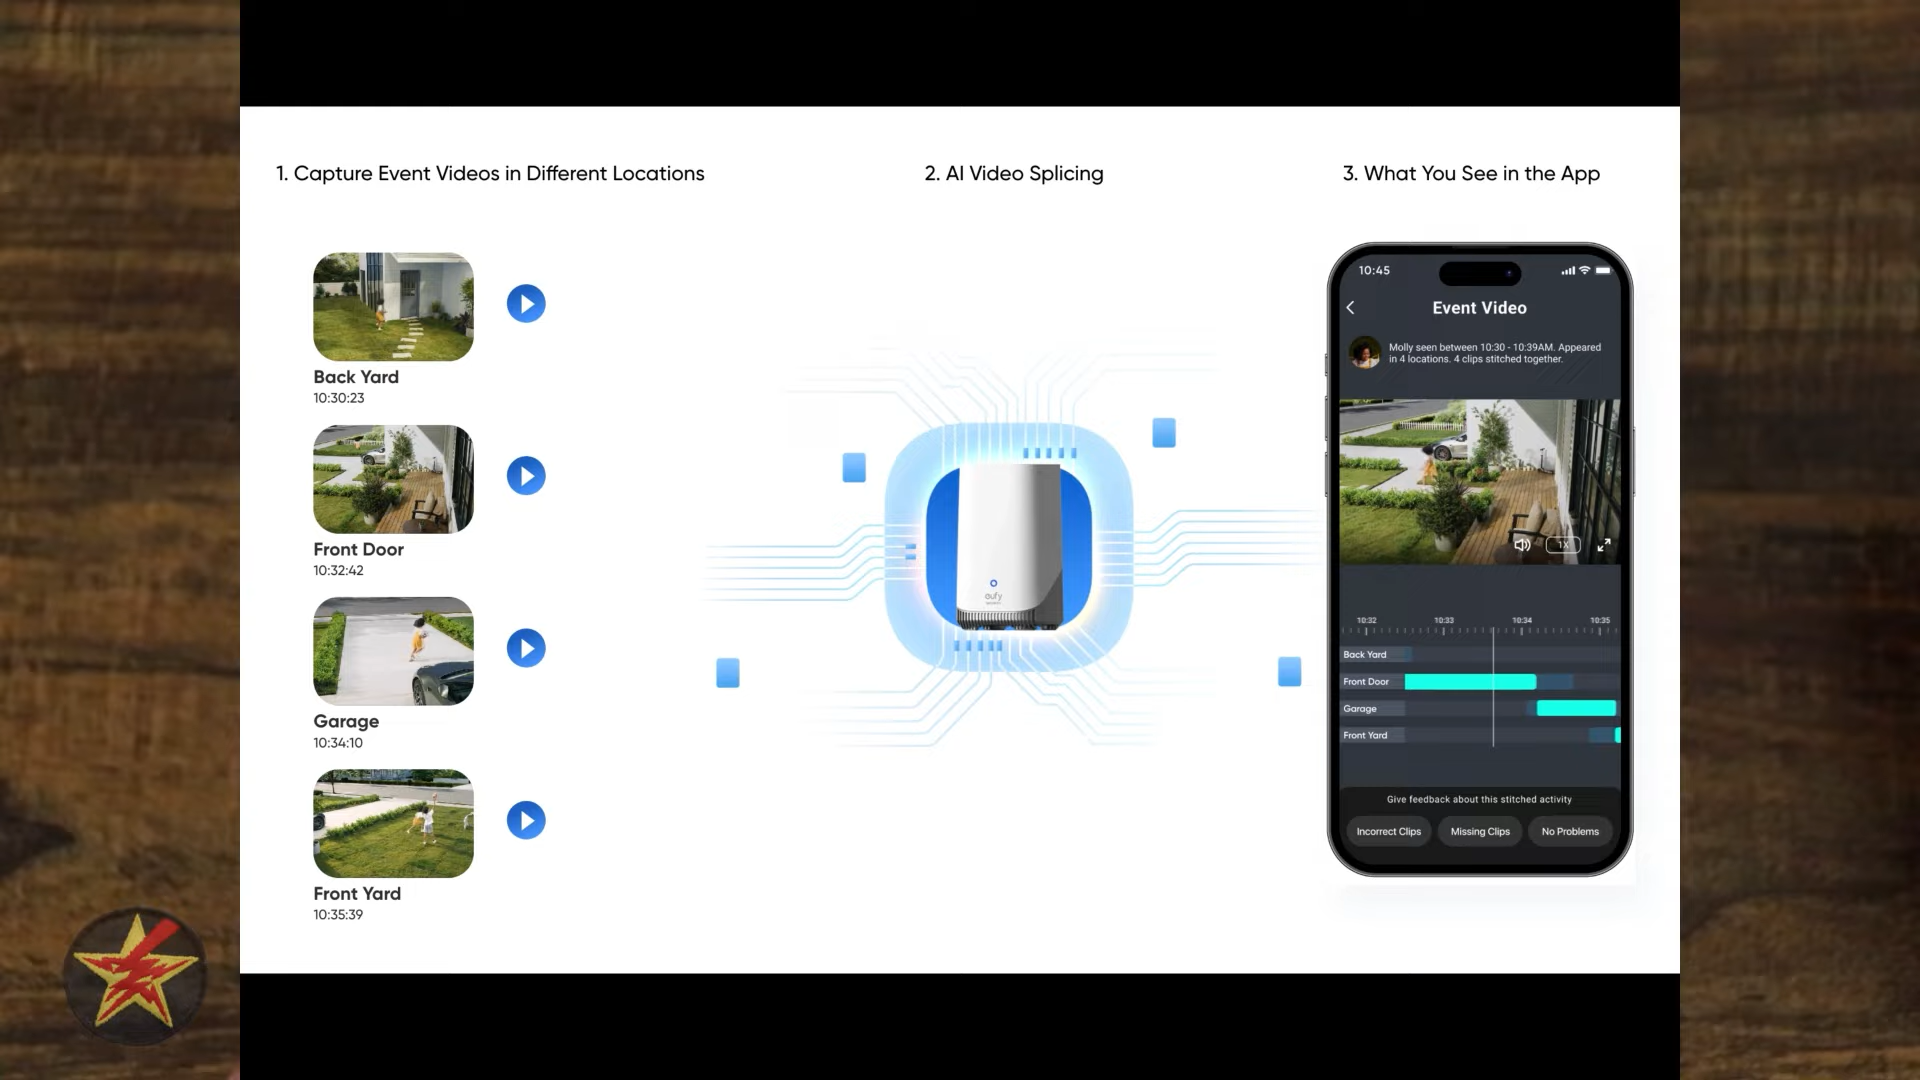 1. Capture Event Videos in Different Locations
2. AI Video Splicing
3. What You See in the App
Back Yard
10:30:23
Front Door
10:32:42
Garage
10:34:10
Front Yard
10:35:39
eufy
10:45
Event Video
Molly seen between 10:30 - 10:39AM. Appeared
in 4 locations. 4 clips stitched together.
1X
10:32 10:33 10:34 10:35
Back Yard
Front Door
Garage
Front Yard
Give feedback about this stitched activity
Incorrect Clips Missing Clips No Problems